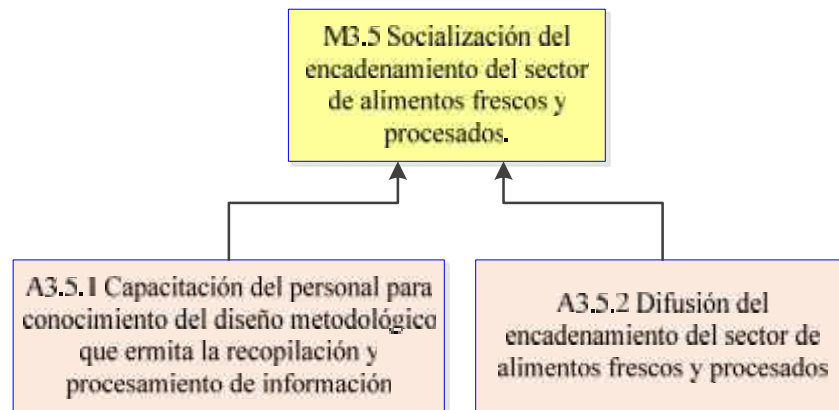 M3.5 Socialización del
encadenamiento del sector
de alimentos frescos y
procesados.
A3.5.1 Capacitación del personal para
conocimiento del diseño metodológico
que ermita la recopilación y
procesamiento de información
A3.5.2 Difusión del
encadenamiento del sector de
alimentos frescos y procesados